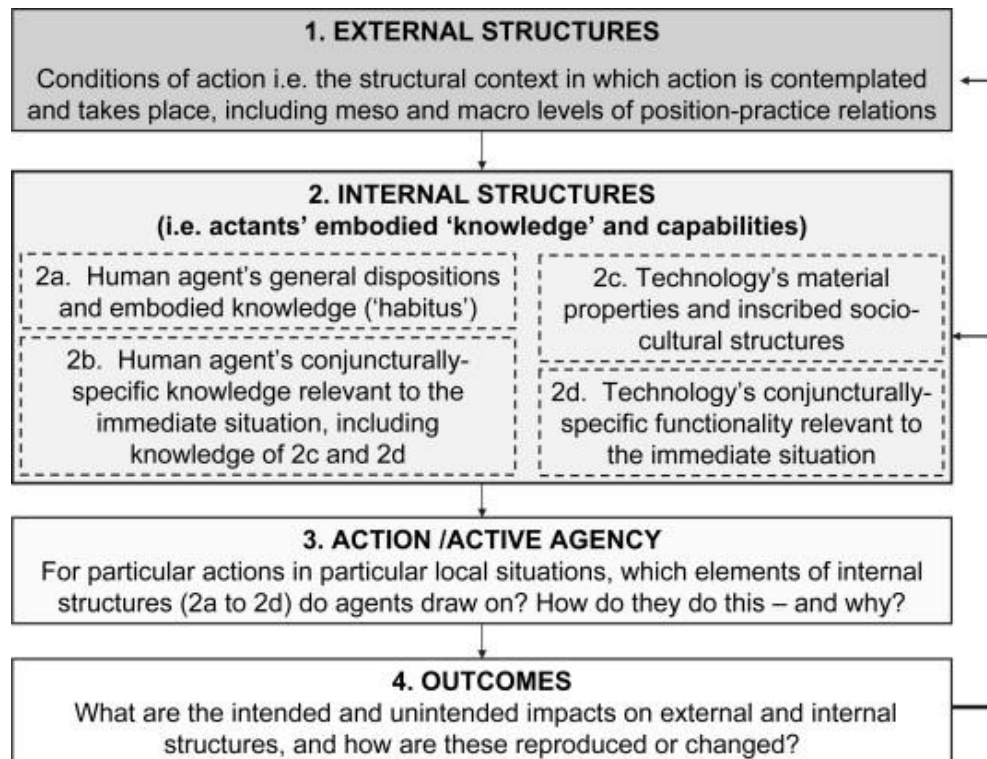 1. EXTERNAL STRUCTURES
Conditions of action i.e. the structural context in which action is contemplated
and takes place, including meso and macro levels of position-practice relations
2. INTERNAL STRUCTURES
(i.e. actants’ embodied ‘knowledge’ and capabilities)
2a. Human agent’s general dispositions
and embodied knowledge (‘habitus’)
2b. Human agent’s conjuncturally-
specific knowledge relevant to the
immediate situation, including
knowledge of 2c and 2d
2c. Technology’s material
properties and inscribed socio-
cultural structures
2d. Technology’s conjuncturally-
specific functionality relevant to
the immediate situation
3. ACTION /ACTIVE AGENCY
For particular actions in particular local situations, which elements of internal
structures (2a to 2d) do agents draw on? How do they do this – and why?
4. OUTCOMES
What are the intended and unintended impacts on external and internal
structures, and how are these reproduced or changed?